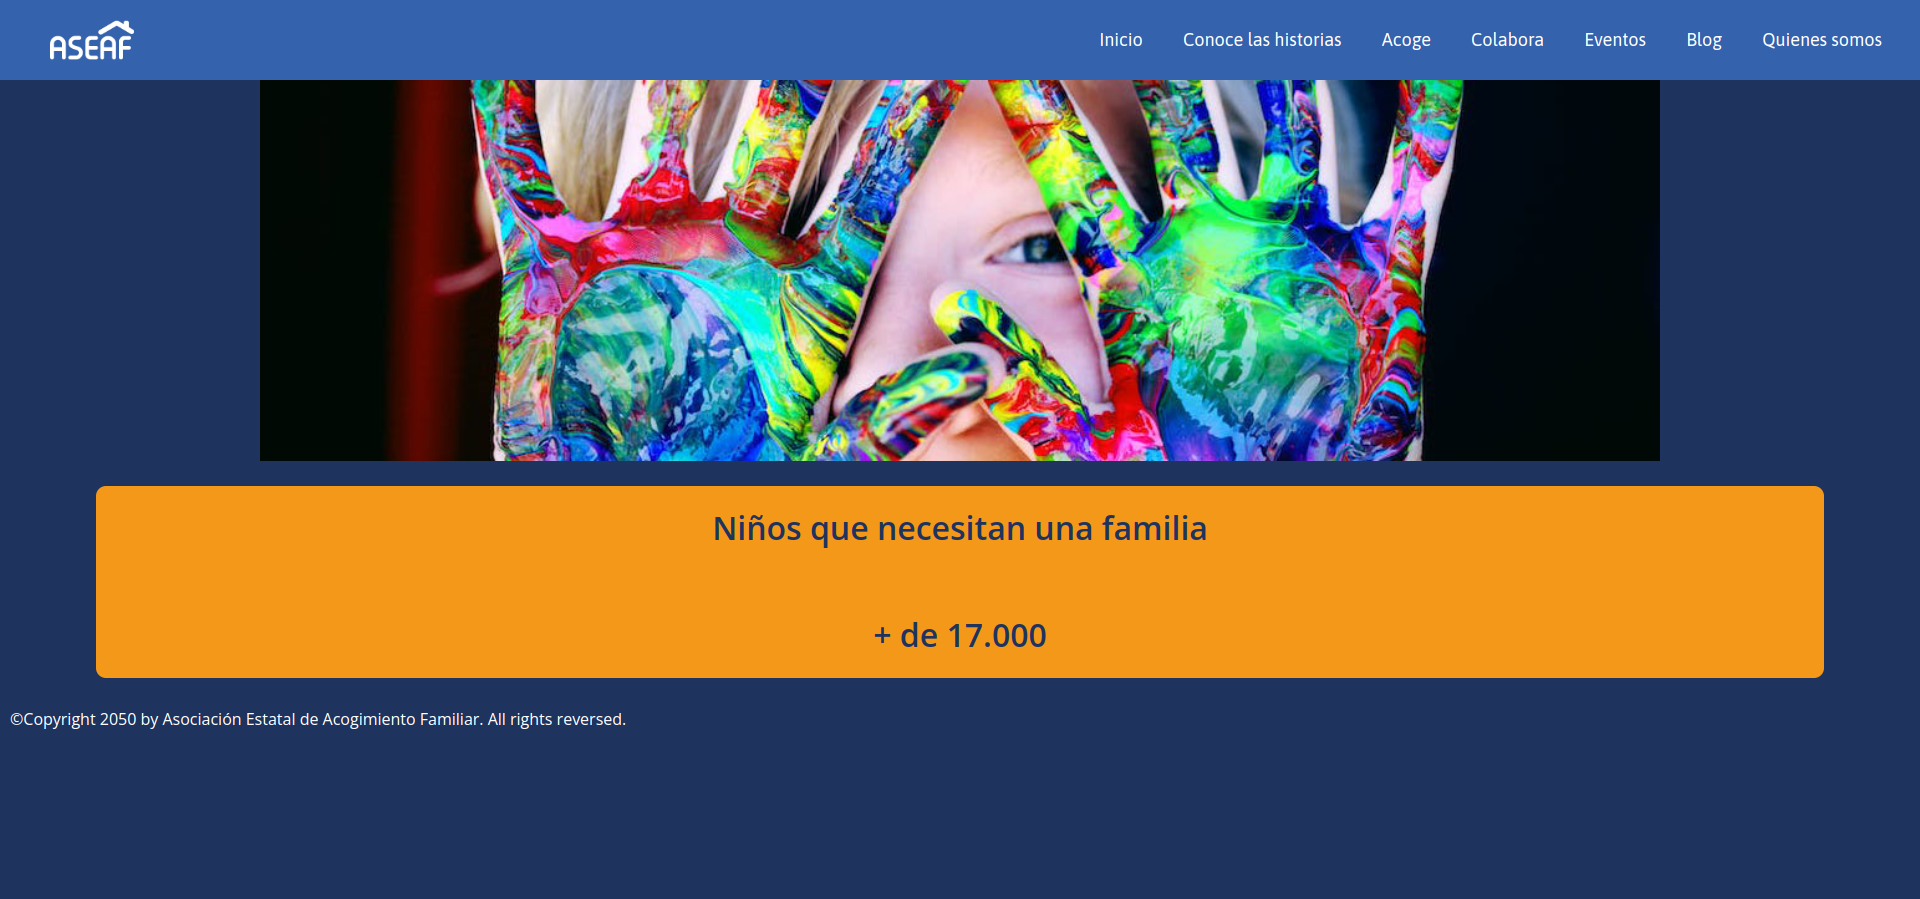 ASEAF
Inicio Conoce las historias Acoge Colabora Eventos Blog Quienes somos
Niños que necesitan una familia
+ de 17.000
©Copyright 2050 by Asociación Estatal de Acogimiento Familiar. All rights reversed.